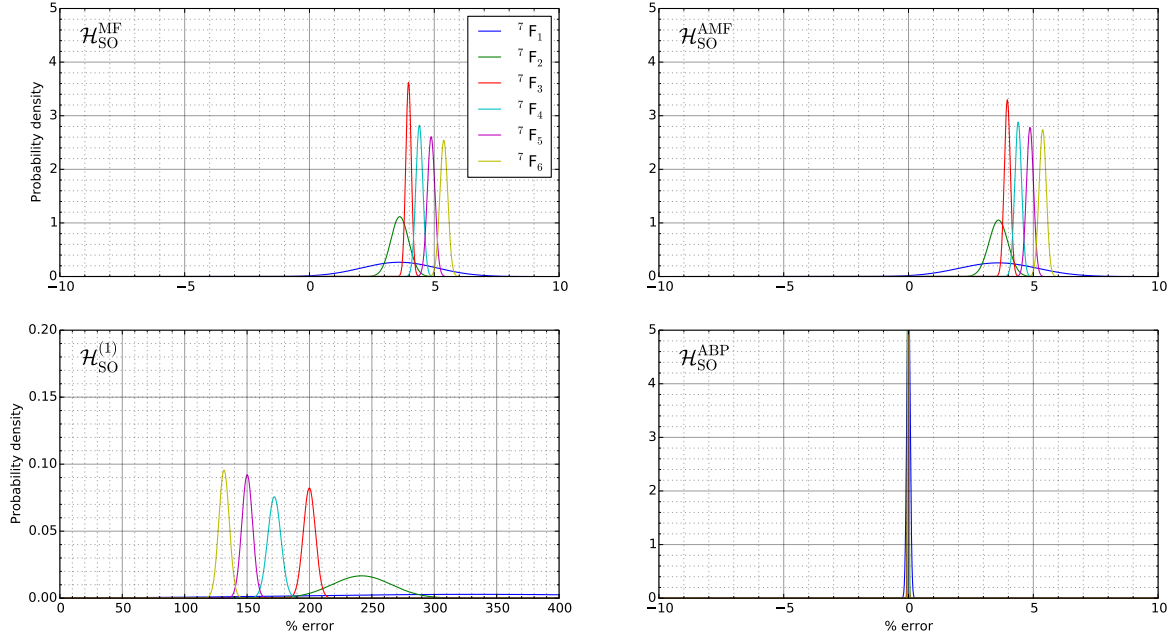 5
4
3
2
1
0
Probability density
ℋ_SO^MF
⁷F₁
⁷F₂
⁷F₃
⁷F₄
⁷F₅
⁷F₆
−10 −5 0 5 10
5
4
3
2
1
0
ℋ_SO^AMF
−10 −5 0 5 10
0.20
0.15
0.10
0.05
0.00
Probability density
ℋ_SO^(1)
0 50 100 150 200 250 300 350 400
% error
5
4
3
2
1
0
ℋ_SO^ABP
−10 −5 0 5 10
% error